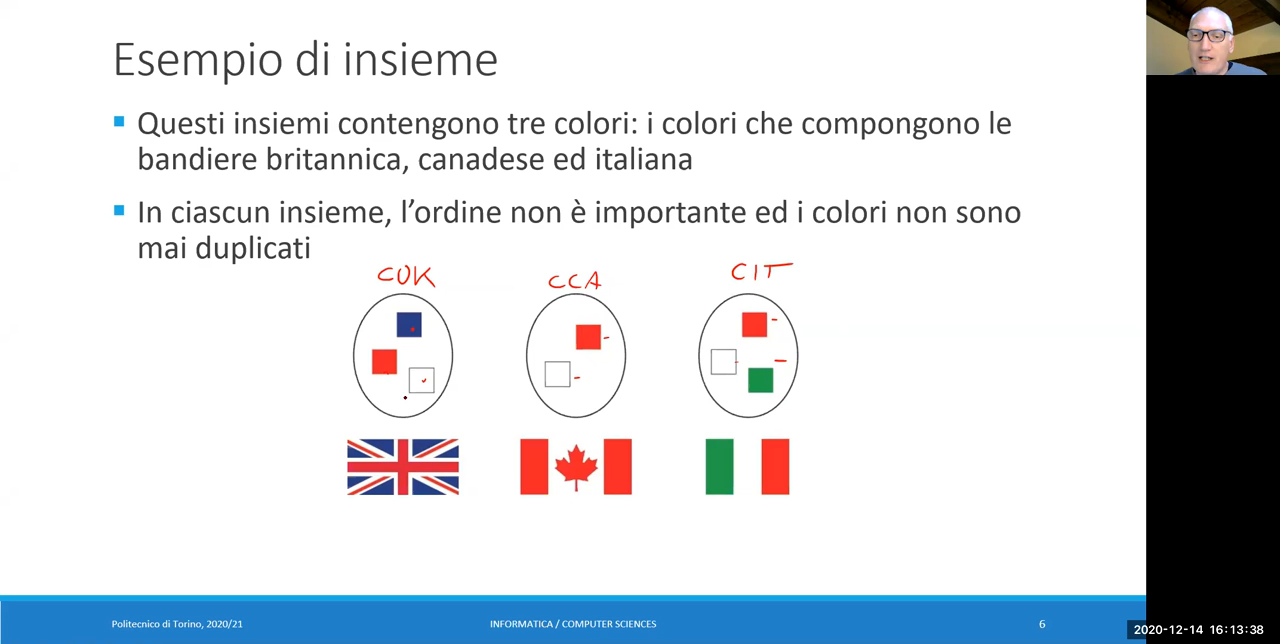 Esempio di insieme
Questi insiemi contengono tre colori: i colori che compongono le
bandiere britannica, canadese ed italiana
In ciascun insieme, l’ordine non è importante ed i colori non sono
mai duplicati
CUK CCA CIT
Politecnico di Torino, 2020/21 INFORMATICA / COMPUTER SCIENCES 6
2020-12-14 16:13:38